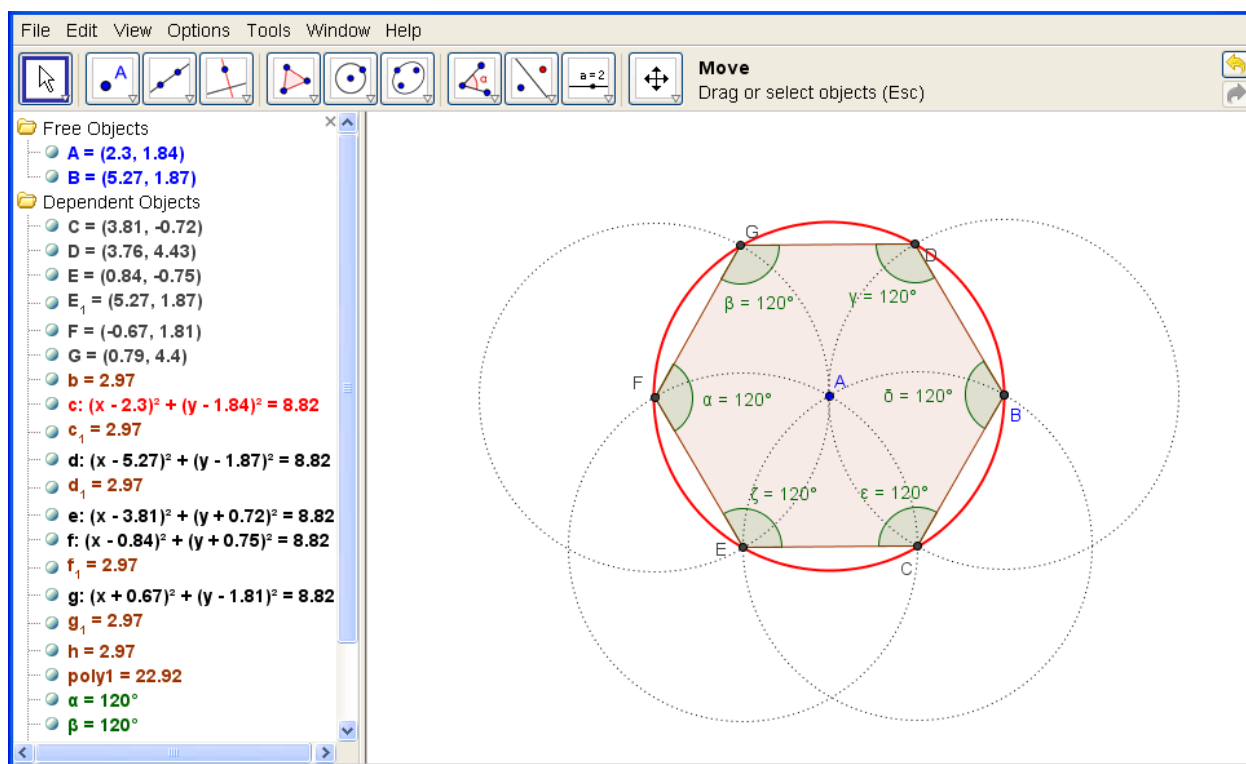 File Edit View Options Tools Window Help
A
α
a=2
Move
Drag or select objects (Esc)
Free Objects
A = (2.3, 1.84)
B = (5.27, 1.87)
Dependent Objects
C = (3.81, -0.72)
D = (3.76, 4.43)
E = (0.84, -0.75)
E₁ = (5.27, 1.87)
F = (-0.67, 1.81)
G = (0.79, 4.4)
b = 2.97
c: (x - 2.3)² + (y - 1.84)² = 8.82
c₁ = 2.97
d: (x - 5.27)² + (y - 1.87)² = 8.82
d₁ = 2.97
e: (x - 3.81)² + (y + 0.72)² = 8.82
f: (x - 0.84)² + (y + 0.75)² = 8.82
f₁ = 2.97
g: (x + 0.67)² + (y - 1.81)² = 8.82
g₁ = 2.97
h = 2.97
poly1 = 22.92
α = 120°
β = 120°
G
D
β = 120° γ = 120°
F A
α = 120° δ = 120°
B
ζ = 120° ε = 120°
E
C